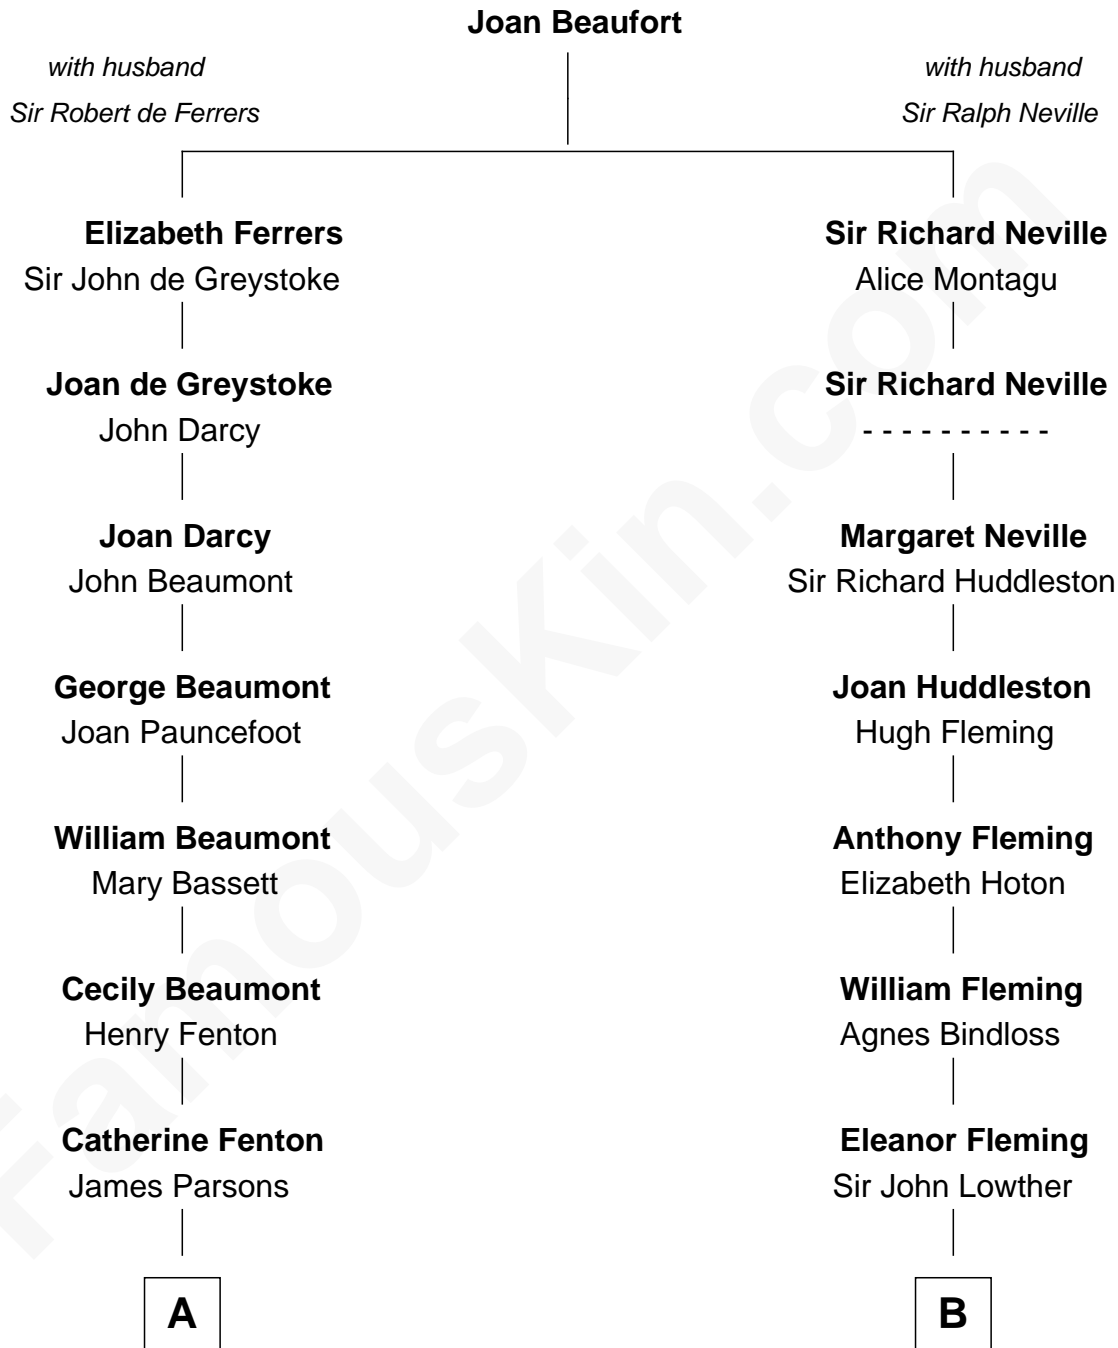 Joan Beaufort
with husband
Sir Robert de Ferrers
with husband
Sir Ralph Neville
Elizabeth Ferrers
Sir John de Greystoke
Sir Richard Neville
Alice Montagu
Joan de Greystoke
John Darcy
Sir Richard Neville
- - - - - - - - - -
Joan Darcy
John Beaumont
Margaret Neville
Sir Richard Huddleston
George Beaumont
Joan Pauncefoot
Joan Huddleston
Hugh Fleming
William Beaumont
Mary Bassett
Anthony Fleming
Elizabeth Hoton
Cecily Beaumont
Henry Fenton
William Fleming
Agnes Bindloss
Catherine Fenton
James Parsons
Eleanor Fleming
Sir John Lowther
A
B
FamousKin.com